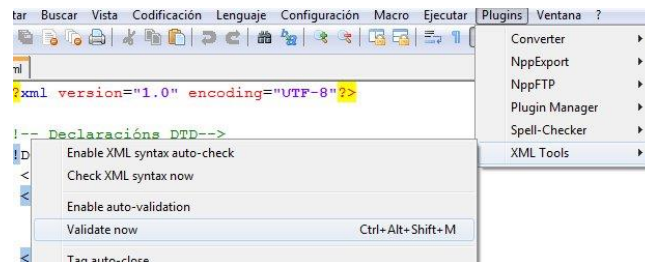 tar Buscar Vista Codificación Lenguaje Configuración Macro Ejecutar Plugins Ventana ?
ml
?xml version="1.0" encoding="UTF-8"?>
!-- Declaracións DTD-->
!D
<
<
<
Converter
NppExport
NppFTP
Plugin Manager
Spell-Checker
XML Tools
Enable XML syntax auto-check
Check XML syntax now
Enable auto-validation
Validate now Ctrl+Alt+Shift+M
Tag auto-close